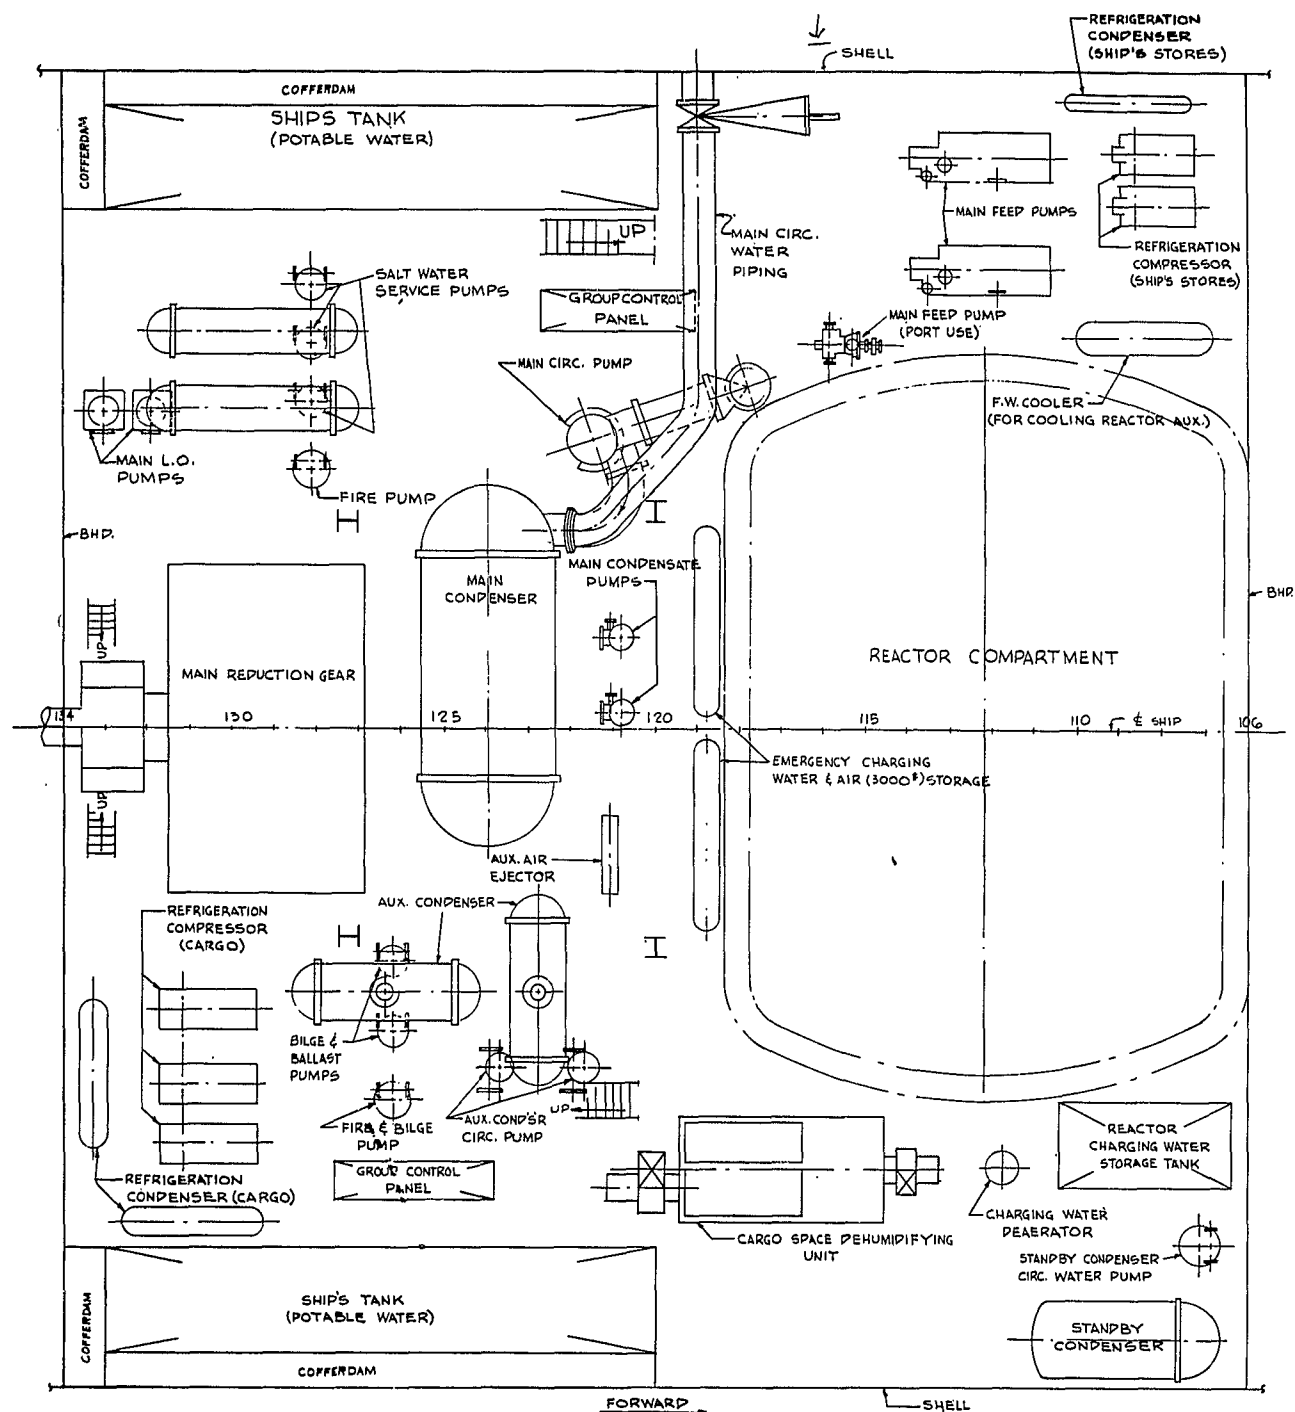 REFRIGERATION
CONDENSER
(SHIP'S STORES)
SHELL
COFFERDAM
COFFERDAM
SHIPS TANK
(POTABLE WATER)
UP
MAIN CIRC.
WATER
PIPING
MAIN FEED PUMPS
REFRIGERATION
COMPRESSOR
(SHIP'S STORES)
SALT WATER
SERVICE PUMPS
GROUP CONTROL
PANEL
MAIN FEED PUMP
(PORT USE)
MAIN CIRC. PUMP
F.W. COOLER
(FOR COOLING REACTOR AUX.)
MAIN L.O.
PUMPS
FIRE PUMP
BHD.
MAIN CONDENSATE
PUMPS
MAIN
CONDENSER
BHD.
UP
MAIN REDUCTION GEAR
REACTOR COMPARTMENT
134
130
125
120
115
110
℄ SHIP
106
EMERGENCY CHARGING
WATER & AIR (3000#) STORAGE
UP
AUX. AIR
EJECTOR
REFRIGERATION
COMPRESSOR
(CARGO)
AUX. CONDENSER
BILGE &
BALLAST
PUMPS
FIRE & BILGE
PUMP
AUX. COND'S'R
CIRC. PUMP
UP
REACTOR
CHARGING WATER
STORAGE TANK
GROUP CONTROL
PANEL
REFRIGERATION
CONDENSER (CARGO)
CHARGING WATER
DEAERATOR
CARGO SPACE DEHUMIDIFYING
UNIT
STANDBY CONDENSER
CIRC. WATER PUMP
COFFERDAM
SHIP'S TANK
(POTABLE WATER)
STANDBY
CONDENSER
COFFERDAM
FORWARD
SHELL